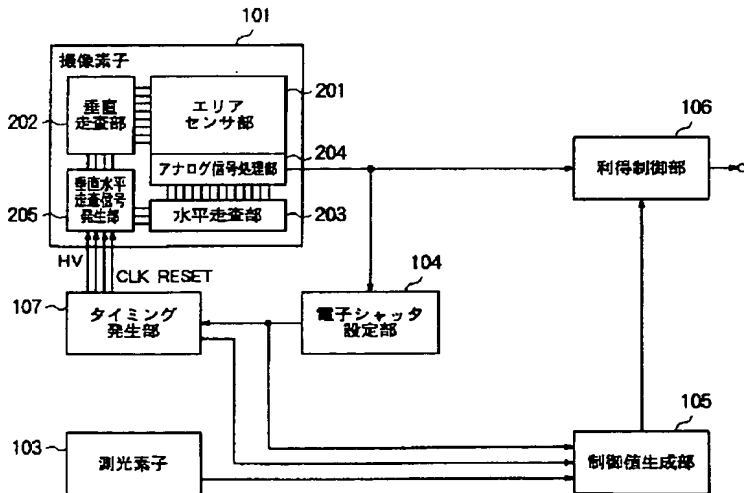 101
撮像素子
垂直
走査部
202
エリア
センサ部
201
204
アナログ信号処理部
垂直水平
走査信号
発生部
205
水平走査部
203
HV
CLK RESET
106
利得制御部
107
タイミング
発生部
104
電子シャッタ
設定部
103
測光素子
105
制御値生成部